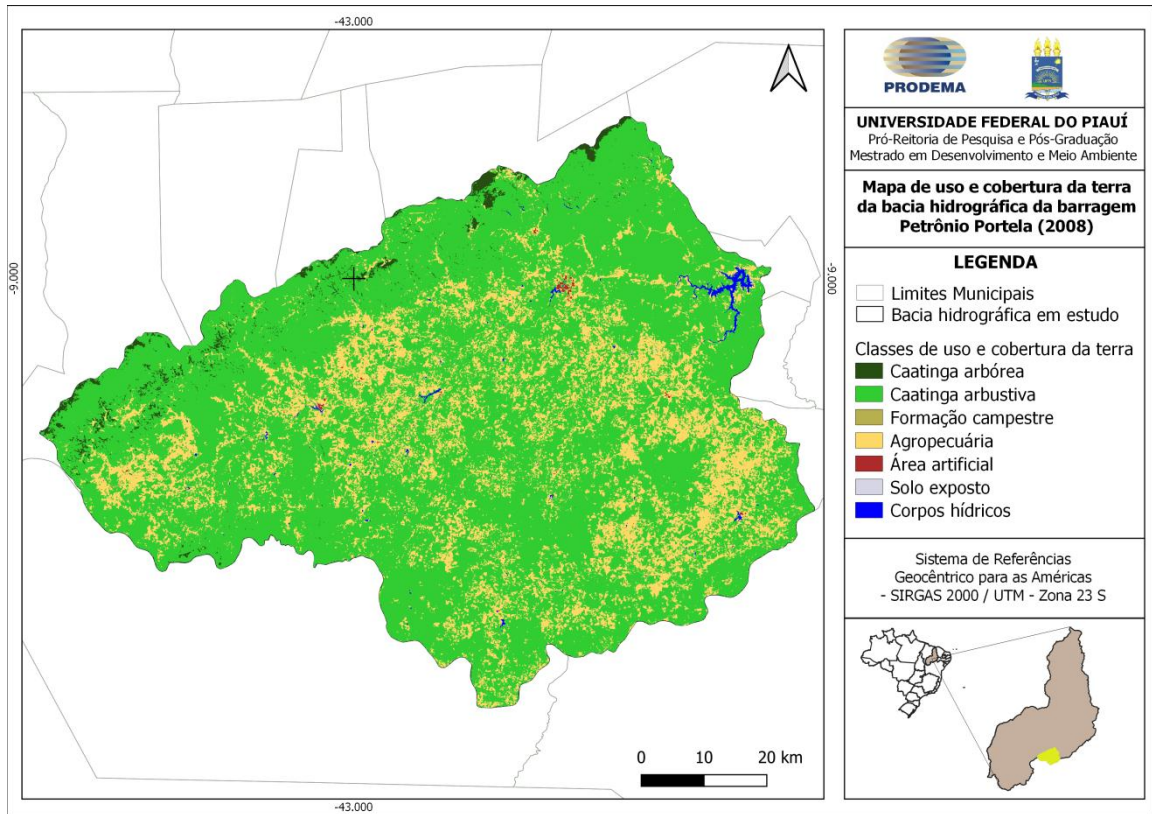 -43.000
-9.000
-9.000
0 10 20 km
-43.000
PRODEMA
UNIVERSIDADE FEDERAL DO PIAUÍ
Pró-Reitoria de Pesquisa e Pós-Graduação
Mestrado em Desenvolvimento e Meio Ambiente
Mapa de uso e cobertura da terra
da bacia hidrográfica da barragem
Petrônio Portela (2008)
LEGENDA
Limites Municipais
Bacia hidrográfica em estudo
Classes de uso e cobertura da terra
Caatinga arbórea
Caatinga arbustiva
Formação campestre
Agropecuária
Área artificial
Solo exposto
Corpos hídricos
Sistema de Referências
Geocêntrico para as Américas
- SIRGAS 2000 / UTM - Zona 23 S